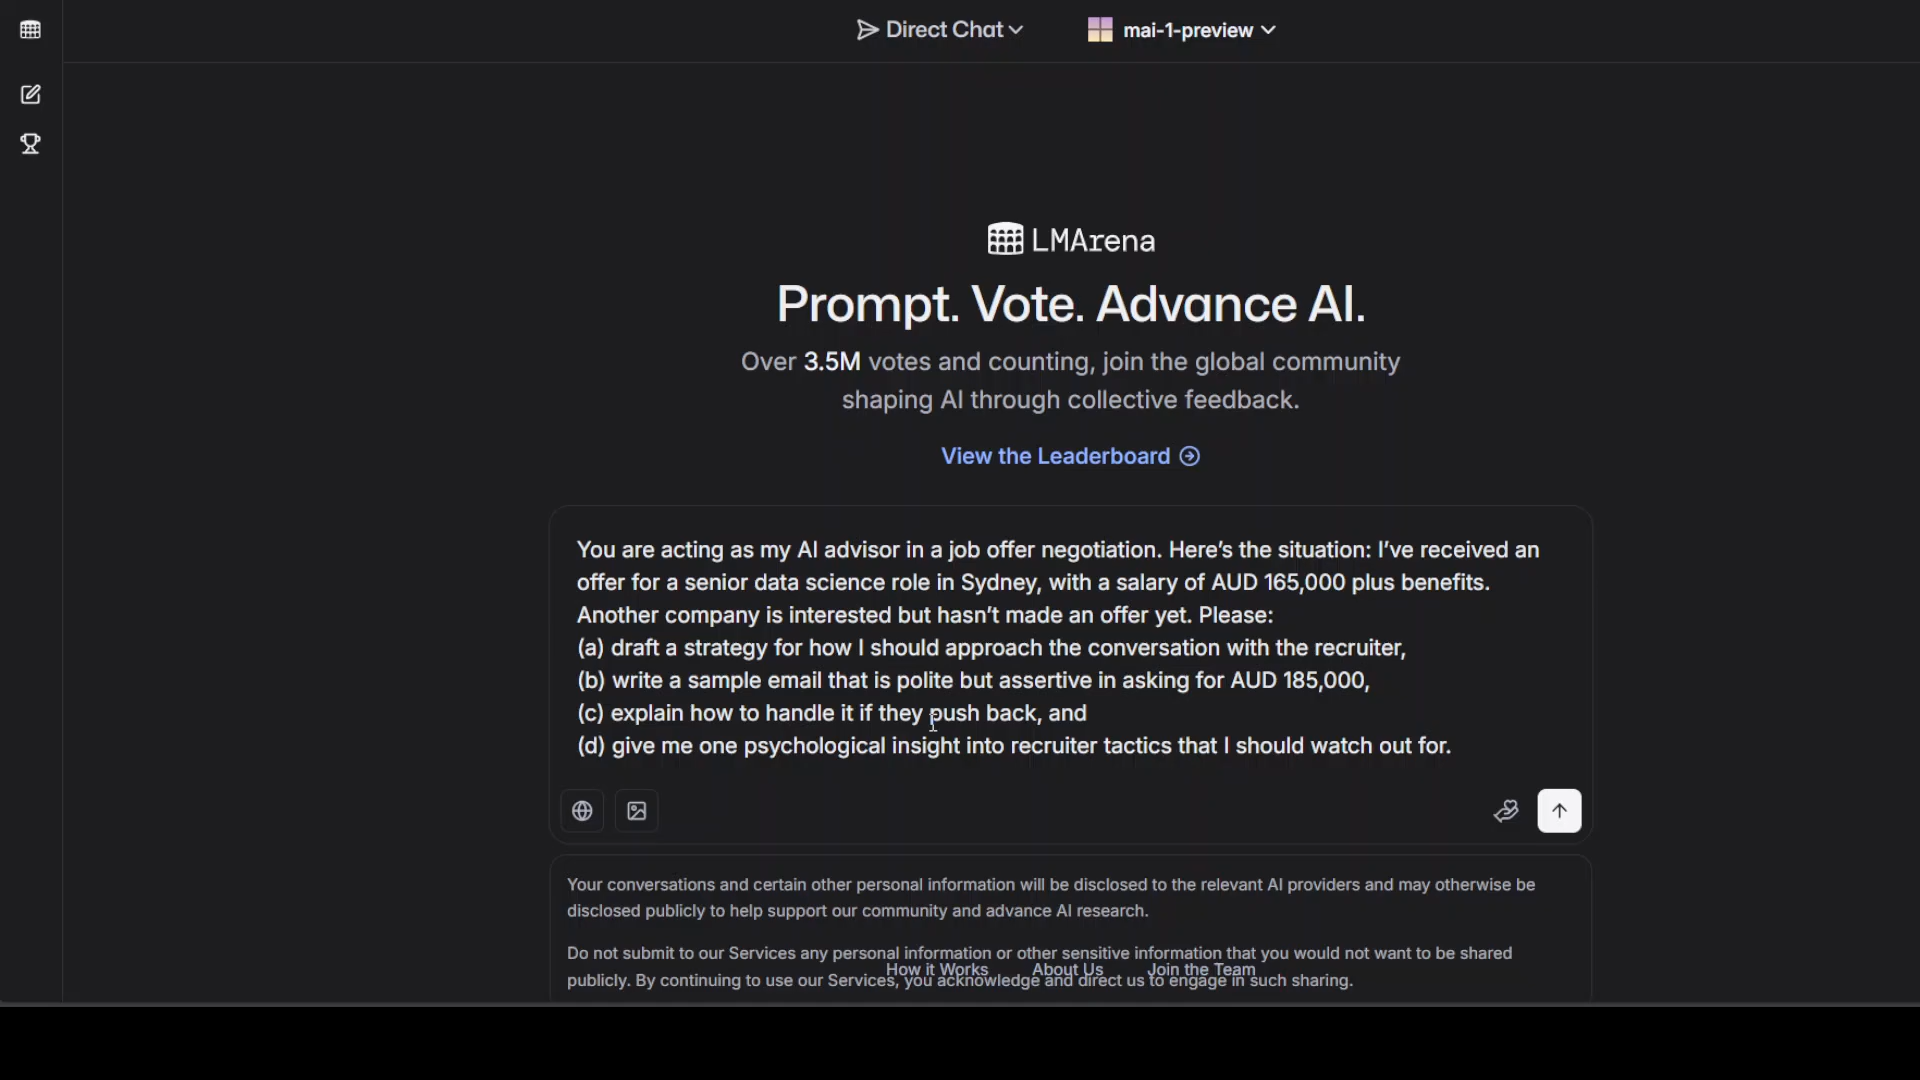 Direct Chat
mai-1-preview
LMArena
Prompt. Vote. Advance AI.
Over 3.5M votes and counting, join the global community
shaping AI through collective feedback.
View the Leaderboard
You are acting as my AI advisor in a job offer negotiation. Here’s the situation: I’ve received an
offer for a senior data science role in Sydney, with a salary of AUD 165,000 plus benefits.
Another company is interested but hasn’t made an offer yet. Please:
(a) draft a strategy for how I should approach the conversation with the recruiter,
(b) write a sample email that is polite but assertive in asking for AUD 185,000,
(c) explain how to handle it if they push back, and
(d) give me one psychological insight into recruiter tactics that I should watch out for.
Your conversations and certain other personal information will be disclosed to the relevant AI providers and may otherwise be
disclosed publicly to help support our community and advance AI research.
Do not submit to our Services any personal information or other sensitive information that you would not want to be shared
How it Works About Us Join the Team
publicly. By continuing to use our Services, you acknowledge and direct us to engage in such sharing.